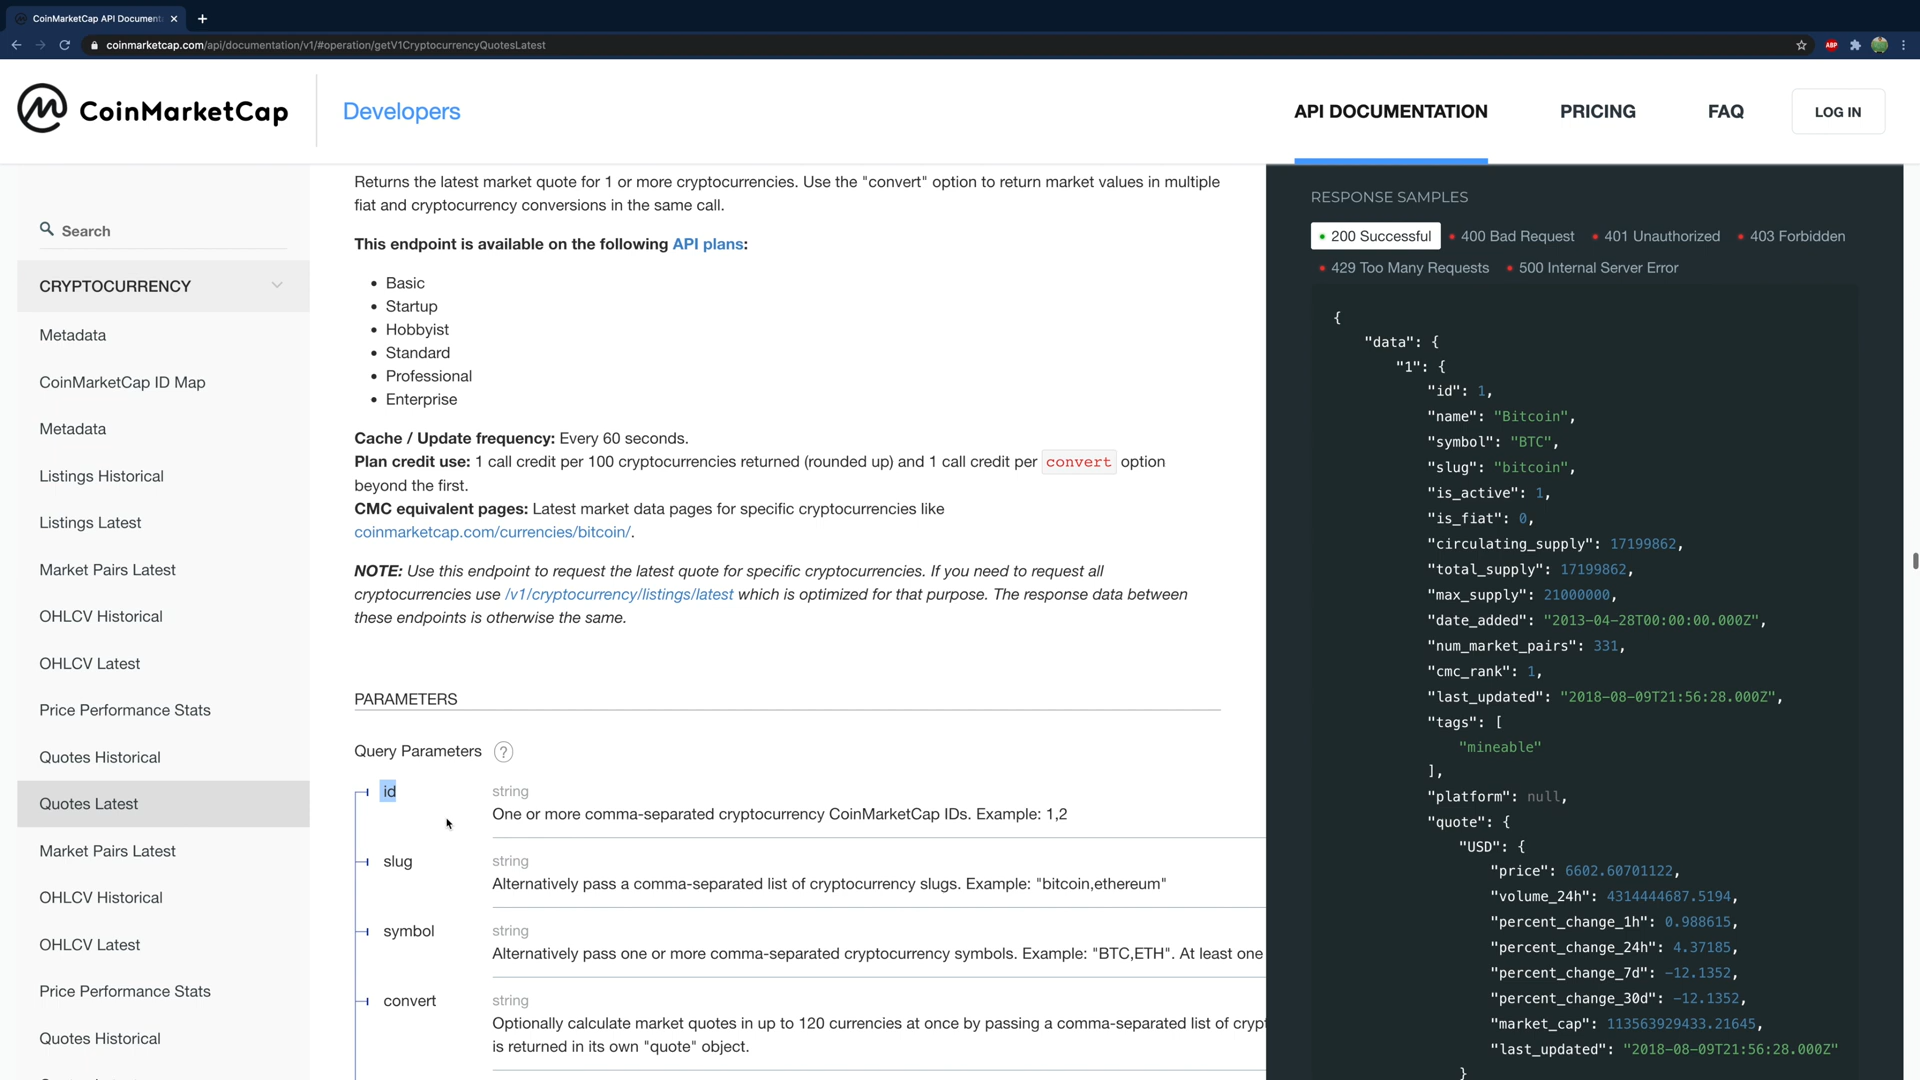 CoinMarketCap API Document
coinmarketcap.com/api/documentation/v1/#operation/getV1CryptocurrencyQuotesLatest
ABP
CoinMarketCap
Developers
API DOCUMENTATION
PRICING
FAQ
LOG IN
Search
CRYPTOCURRENCY
Metadata
CoinMarketCap ID Map
Metadata
Listings Historical
Listings Latest
Market Pairs Latest
OHLCV Historical
OHLCV Latest
Price Performance Stats
Quotes Historical
Quotes Latest
Market Pairs Latest
OHLCV Historical
OHLCV Latest
Price Performance Stats
Quotes Historical
Returns the latest market quote for 1 or more cryptocurrencies. Use the "convert" option to return market values in multiple
fiat and cryptocurrency conversions in the same call.
This endpoint is available on the following API plans:
• Basic
• Startup
• Hobbyist
• Standard
• Professional
• Enterprise
Cache / Update frequency: Every 60 seconds.
Plan credit use: 1 call credit per 100 cryptocurrencies returned (rounded up) and 1 call credit per convert option
beyond the first.
CMC equivalent pages: Latest market data pages for specific cryptocurrencies like
coinmarketcap.com/currencies/bitcoin/.
NOTE: Use this endpoint to request the latest quote for specific cryptocurrencies. If you need to request all
cryptocurrencies use /v1/cryptocurrency/listings/latest which is optimized for that purpose. The response data between
these endpoints is otherwise the same.
PARAMETERS
Query Parameters ?
id string
One or more comma-separated cryptocurrency CoinMarketCap IDs. Example: 1,2
slug string
Alternatively pass a comma-separated list of cryptocurrency slugs. Example: "bitcoin,ethereum"
symbol string
Alternatively pass one or more comma-separated cryptocurrency symbols. Example: "BTC,ETH". At least one
convert string
Optionally calculate market quotes in up to 120 currencies at once by passing a comma-separated list of crypt
is returned in its own "quote" object.
RESPONSE SAMPLES
200 Successful 400 Bad Request 401 Unauthorized 403 Forbidden
429 Too Many Requests 500 Internal Server Error
{
"data": {
"1": {
"id": 1,
"name": "Bitcoin",
"symbol": "BTC",
"slug": "bitcoin",
"is_active": 1,
"is_fiat": 0,
"circulating_supply": 17199862,
"total_supply": 17199862,
"max_supply": 21000000,
"date_added": "2013-04-28T00:00:00.000Z",
"num_market_pairs": 331,
"cmc_rank": 1,
"last_updated": "2018-08-09T21:56:28.000Z",
"tags": [
"mineable"
],
"platform": null,
"quote": {
"USD": {
"price": 6602.60701122,
"volume_24h": 4314444687.5194,
"percent_change_1h": 0.988615,
"percent_change_24h": 4.37185,
"percent_change_7d": -12.1352,
"percent_change_30d": -12.1352,
"market_cap": 113563929433.21645,
"last_updated": "2018-08-09T21:56:28.000Z"
}